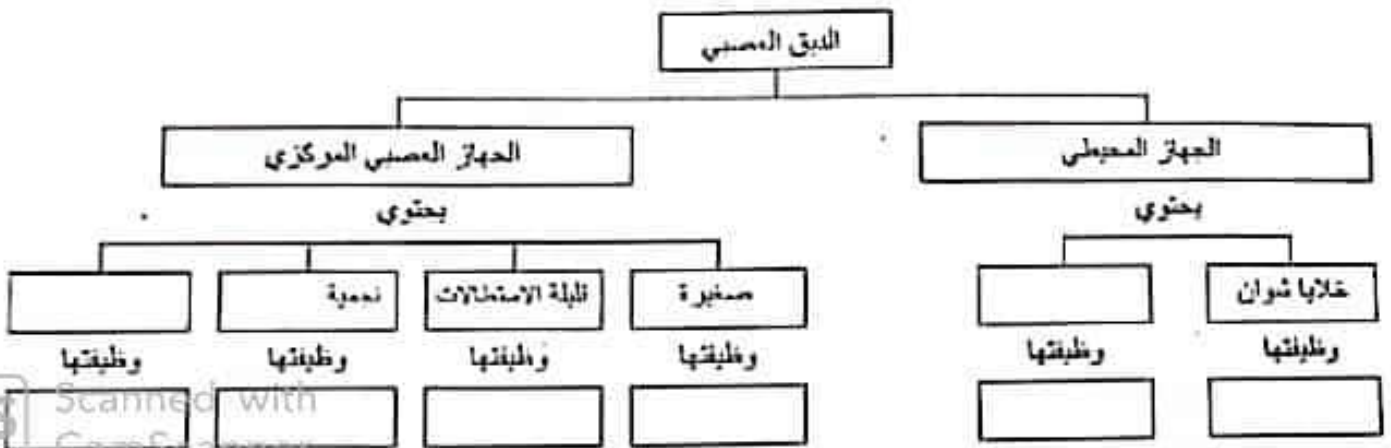 الدبق العصبي
الجهاز المحيطي
الجهاز العصبي المركزي
يحتوي
يحتوي
خلايا شوان
صغيرة
قليلة الاستطالات
نجمية
وظيفتها
وظيفتها
وظيفتها
وظيفتها
وظيفتها
وظيفتها
Scanned with